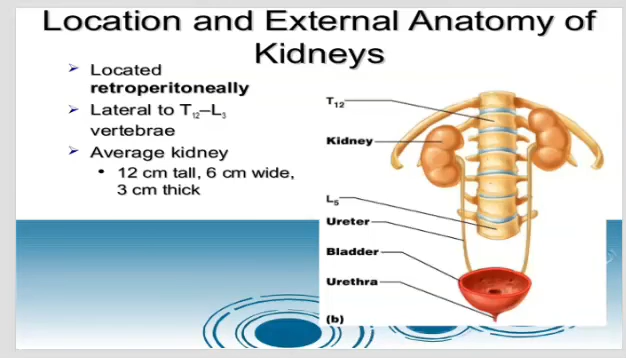 Location and External Anatomy of
Kidneys
➢ Located
retroperitoneally
➢ Lateral to T₁₂–L₃
vertebrae
➢ Average kidney
• 12 cm tall, 6 cm wide,
3 cm thick
T₁₂
Kidney
L₅
Ureter
Bladder
Urethra
(b)